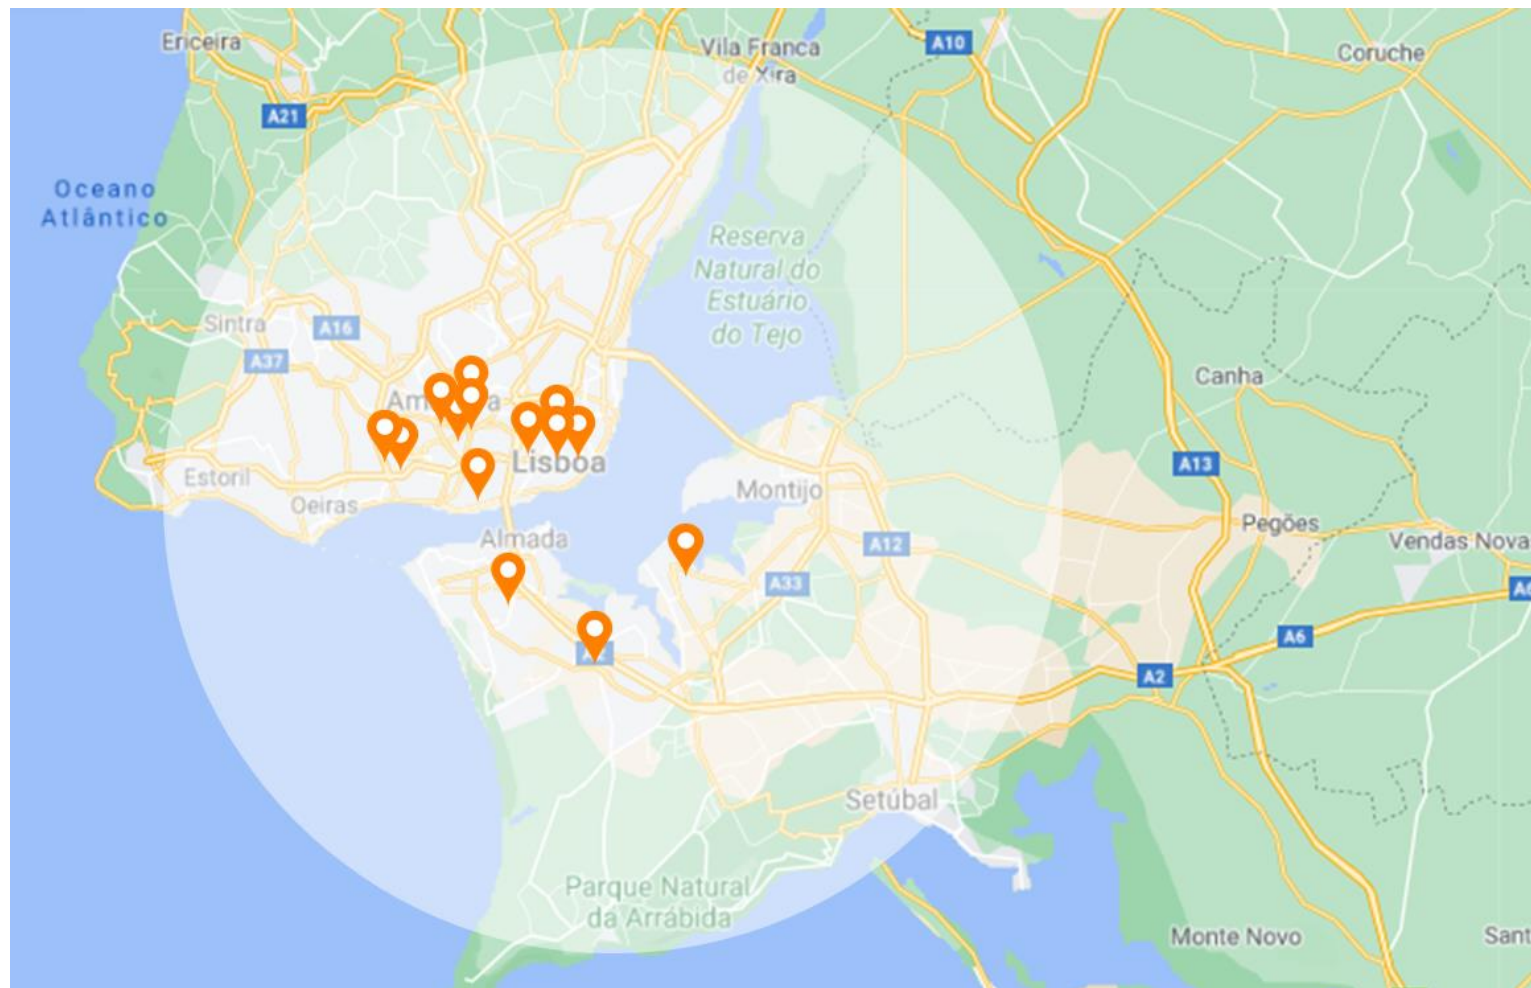 Ericeira
Vila Franca
de Xira
A10
Coruche
A21
Oceano
Atlântico
Reserva
Natural do
Estuário
do Tejo
Sintra
A16
A37
Canha
Lisboa
A13
Estoril
Oeiras
Montijo
Pegões
Almada
A12
Vendas Nova
A33
A6
A2
Setúbal
Parque Natural
da Arrábida
Monte Novo
Sant